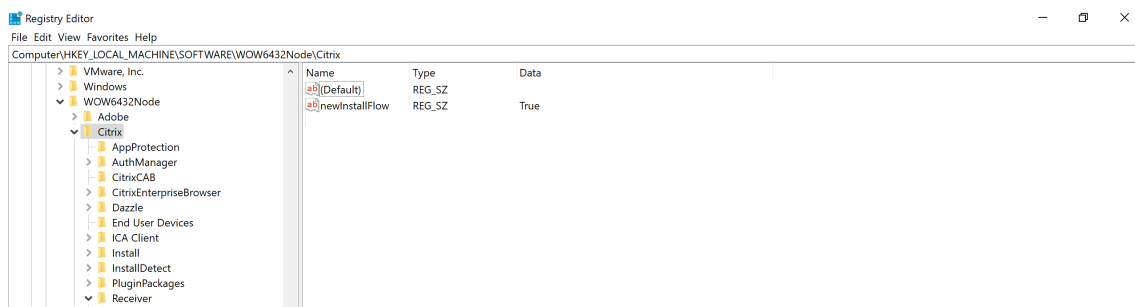 Registry Editor
File Edit View Favorites Help
Computer\HKEY_LOCAL_MACHINE\SOFTWARE\WOW6432Node\Citrix
VMware, Inc.
Windows
WOW6432Node
Adobe
Citrix
AppProtection
AuthManager
CitrixCAB
CitrixEnterpriseBrowser
Dazzle
End User Devices
ICA Client
Install
InstallDetect
PluginPackages
Receiver
Name Type Data
ab (Default) REG_SZ
ab newInstallFlow REG_SZ True